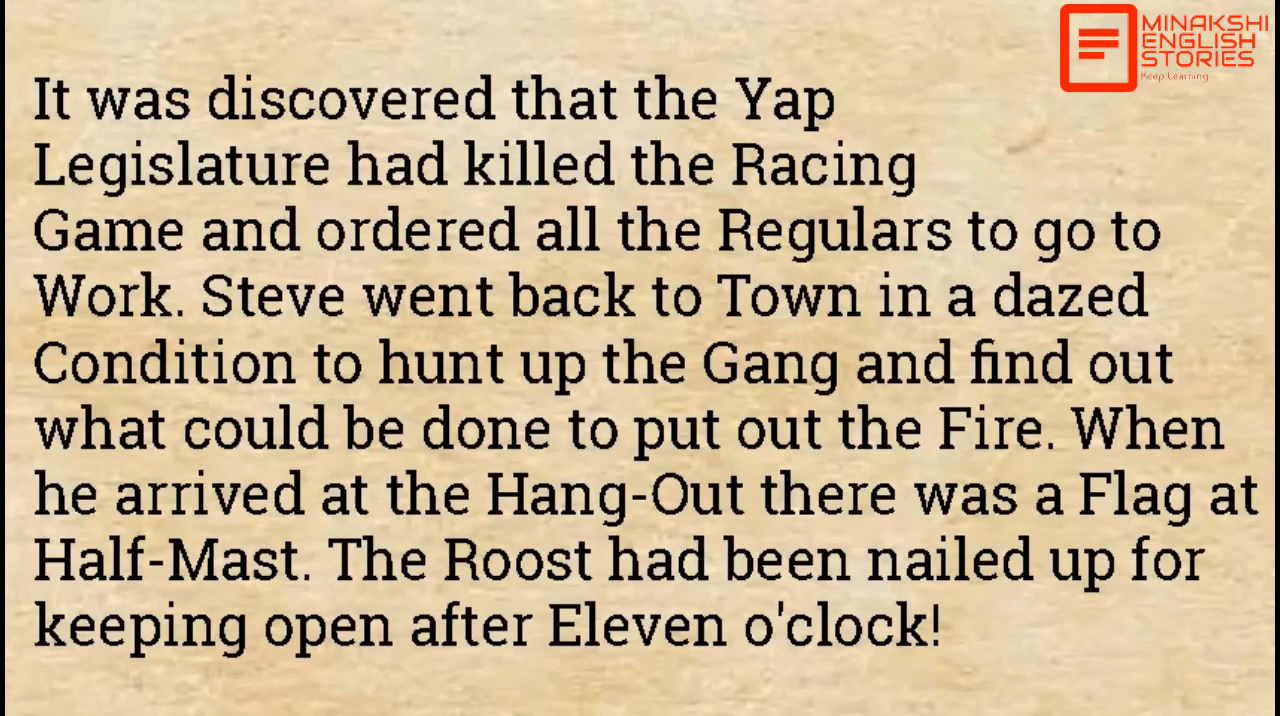 MINAKSHI
ENGLISH
STORIES
Keep Learning
It was discovered that the Yap
Legislature had killed the Racing
Game and ordered all the Regulars to go to
Work. Steve went back to Town in a dazed
Condition to hunt up the Gang and find out
what could be done to put out the Fire. When
he arrived at the Hang-Out there was a Flag at
Half-Mast. The Roost had been nailed up for
keeping open after Eleven o'clock!